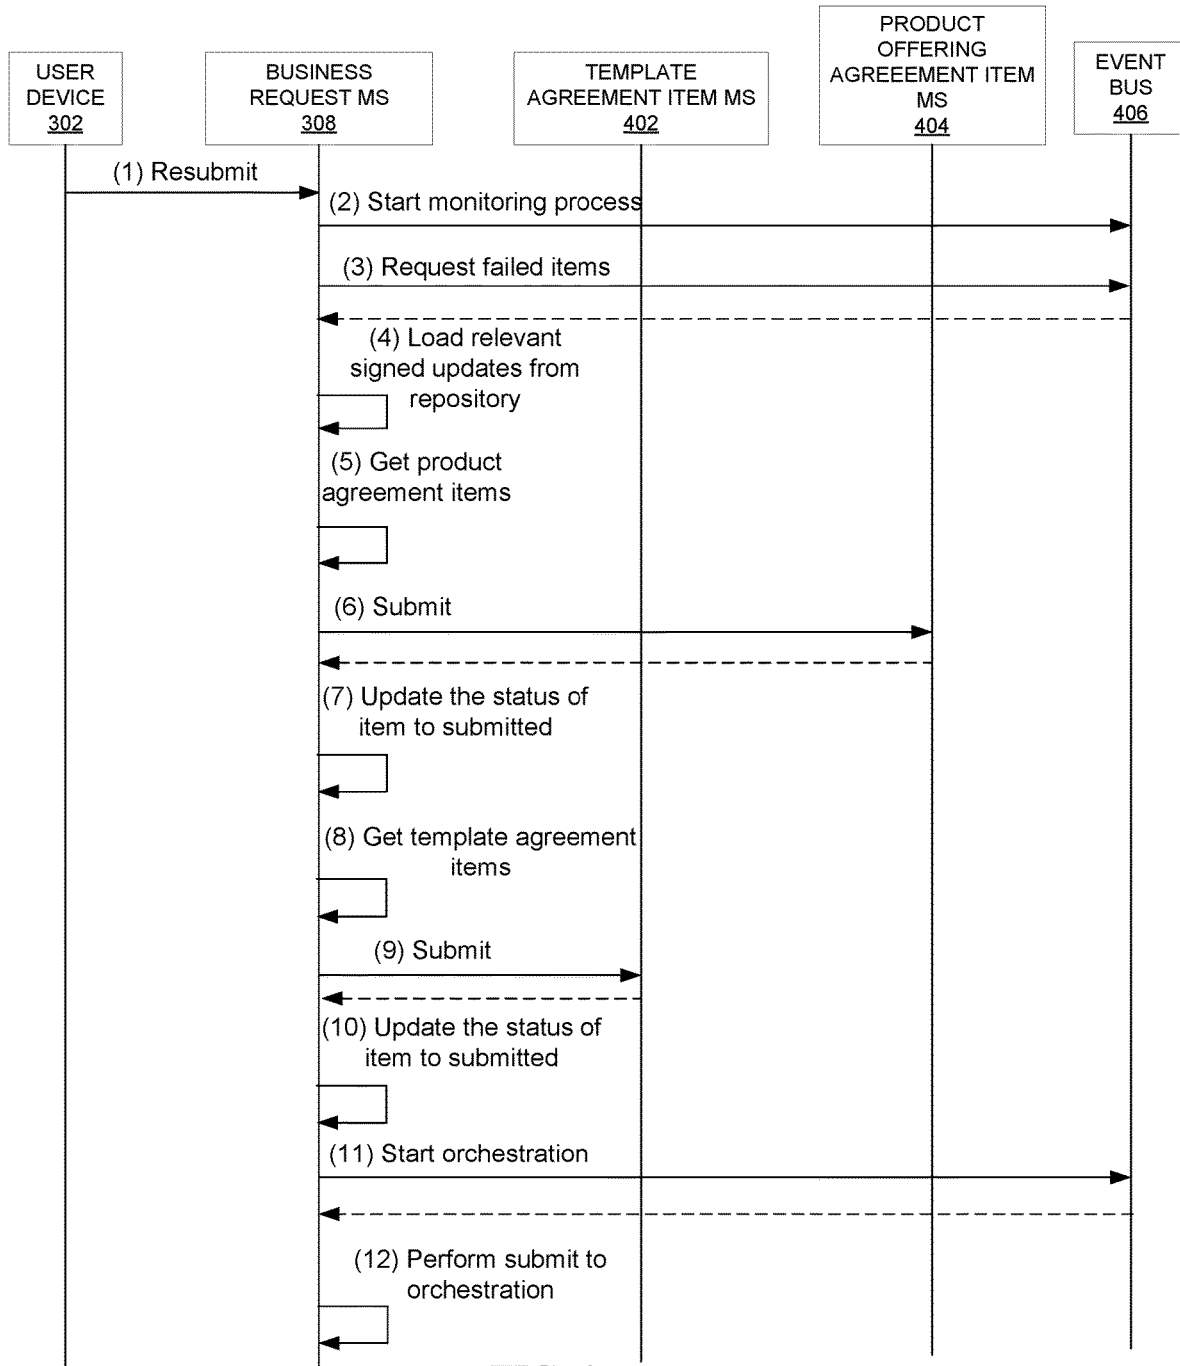 USER
DEVICE
302
BUSINESS
REQUEST MS
308
TEMPLATE
AGREEMENT ITEM MS
402
PRODUCT
OFFERING
AGREEEMENT ITEM
MS
404
EVENT
BUS
406
(1) Resubmit
(2) Start monitoring process
(3) Request failed items
(4) Load relevant
signed updates from
repository
(5) Get product
agreement items
(6) Submit
(7) Update the status of
item to submitted
(8) Get template agreement
items
(9) Submit
(10) Update the status of
item to submitted
(11) Start orchestration
(12) Perform submit to
orchestration